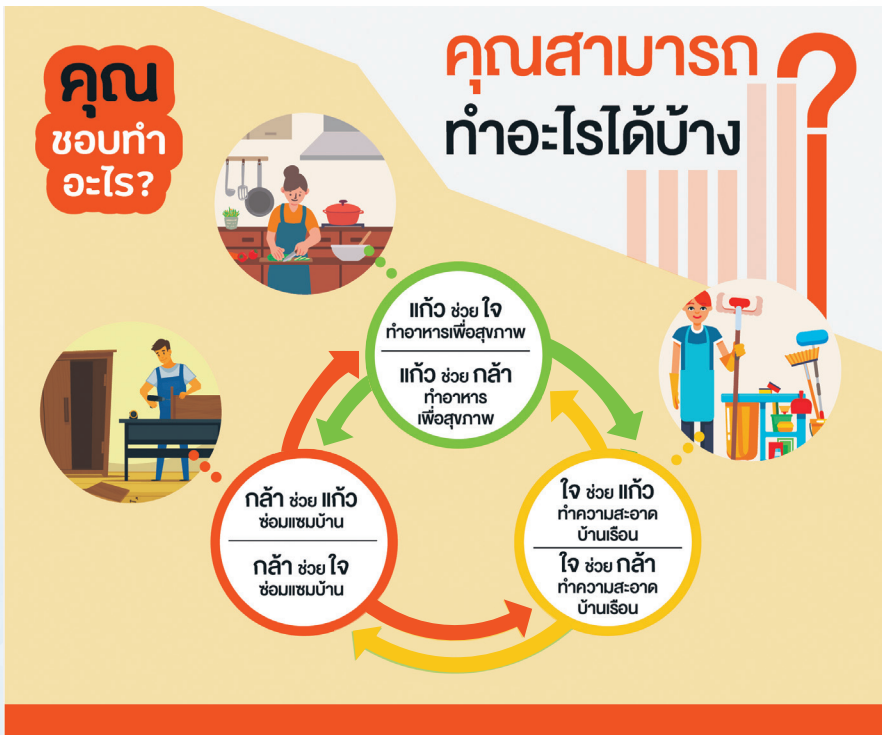 คุณ
ชอบทำ
อะไร?
คุณสามารถ
ทำอะไรได้บ้าง
?
แก้ว ช่วย ใจ
ทำอาหารเพื่อสุขภาพ
แก้ว ช่วย กล้า
ทำอาหาร
เพื่อสุขภาพ
กล้า ช่วย แก้ว
ซ่อมแซมบ้าน
กล้า ช่วย ใจ
ซ่อมแซมบ้าน
ใจ ช่วย แก้ว
ทำความสะอาด
บ้านเรือน
ใจ ช่วย กล้า
ทำความสะอาด
บ้านเรือน